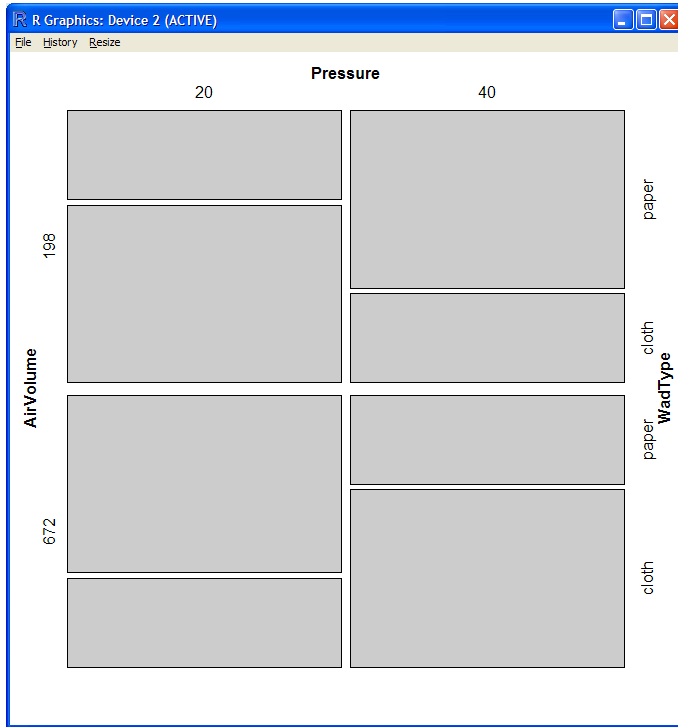 R Graphics: Device 2 (ACTIVE)
File History Resize
Pressure
20 40
198
672
AirVolume
paper
cloth
paper
cloth
WadType